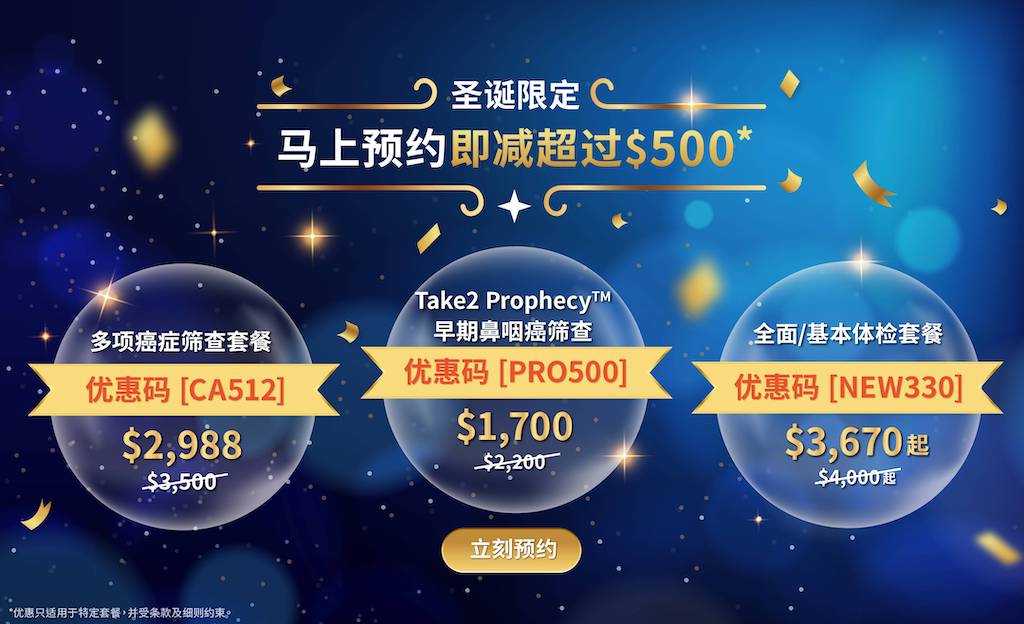 圣诞限定
马上预约即减超过$500*
多项癌症筛查套餐
优惠码 [CA512]
$2,988
$3,500
Take2 Prophecy™
早期鼻咽癌筛查
优惠码 [PRO500]
$1,700
$2,200
全面/基本体检套餐
优惠码 [NEW330]
$3,670起
$4,000起
立刻预约
*优惠只适用于特定套餐，并受条款及细则约束。